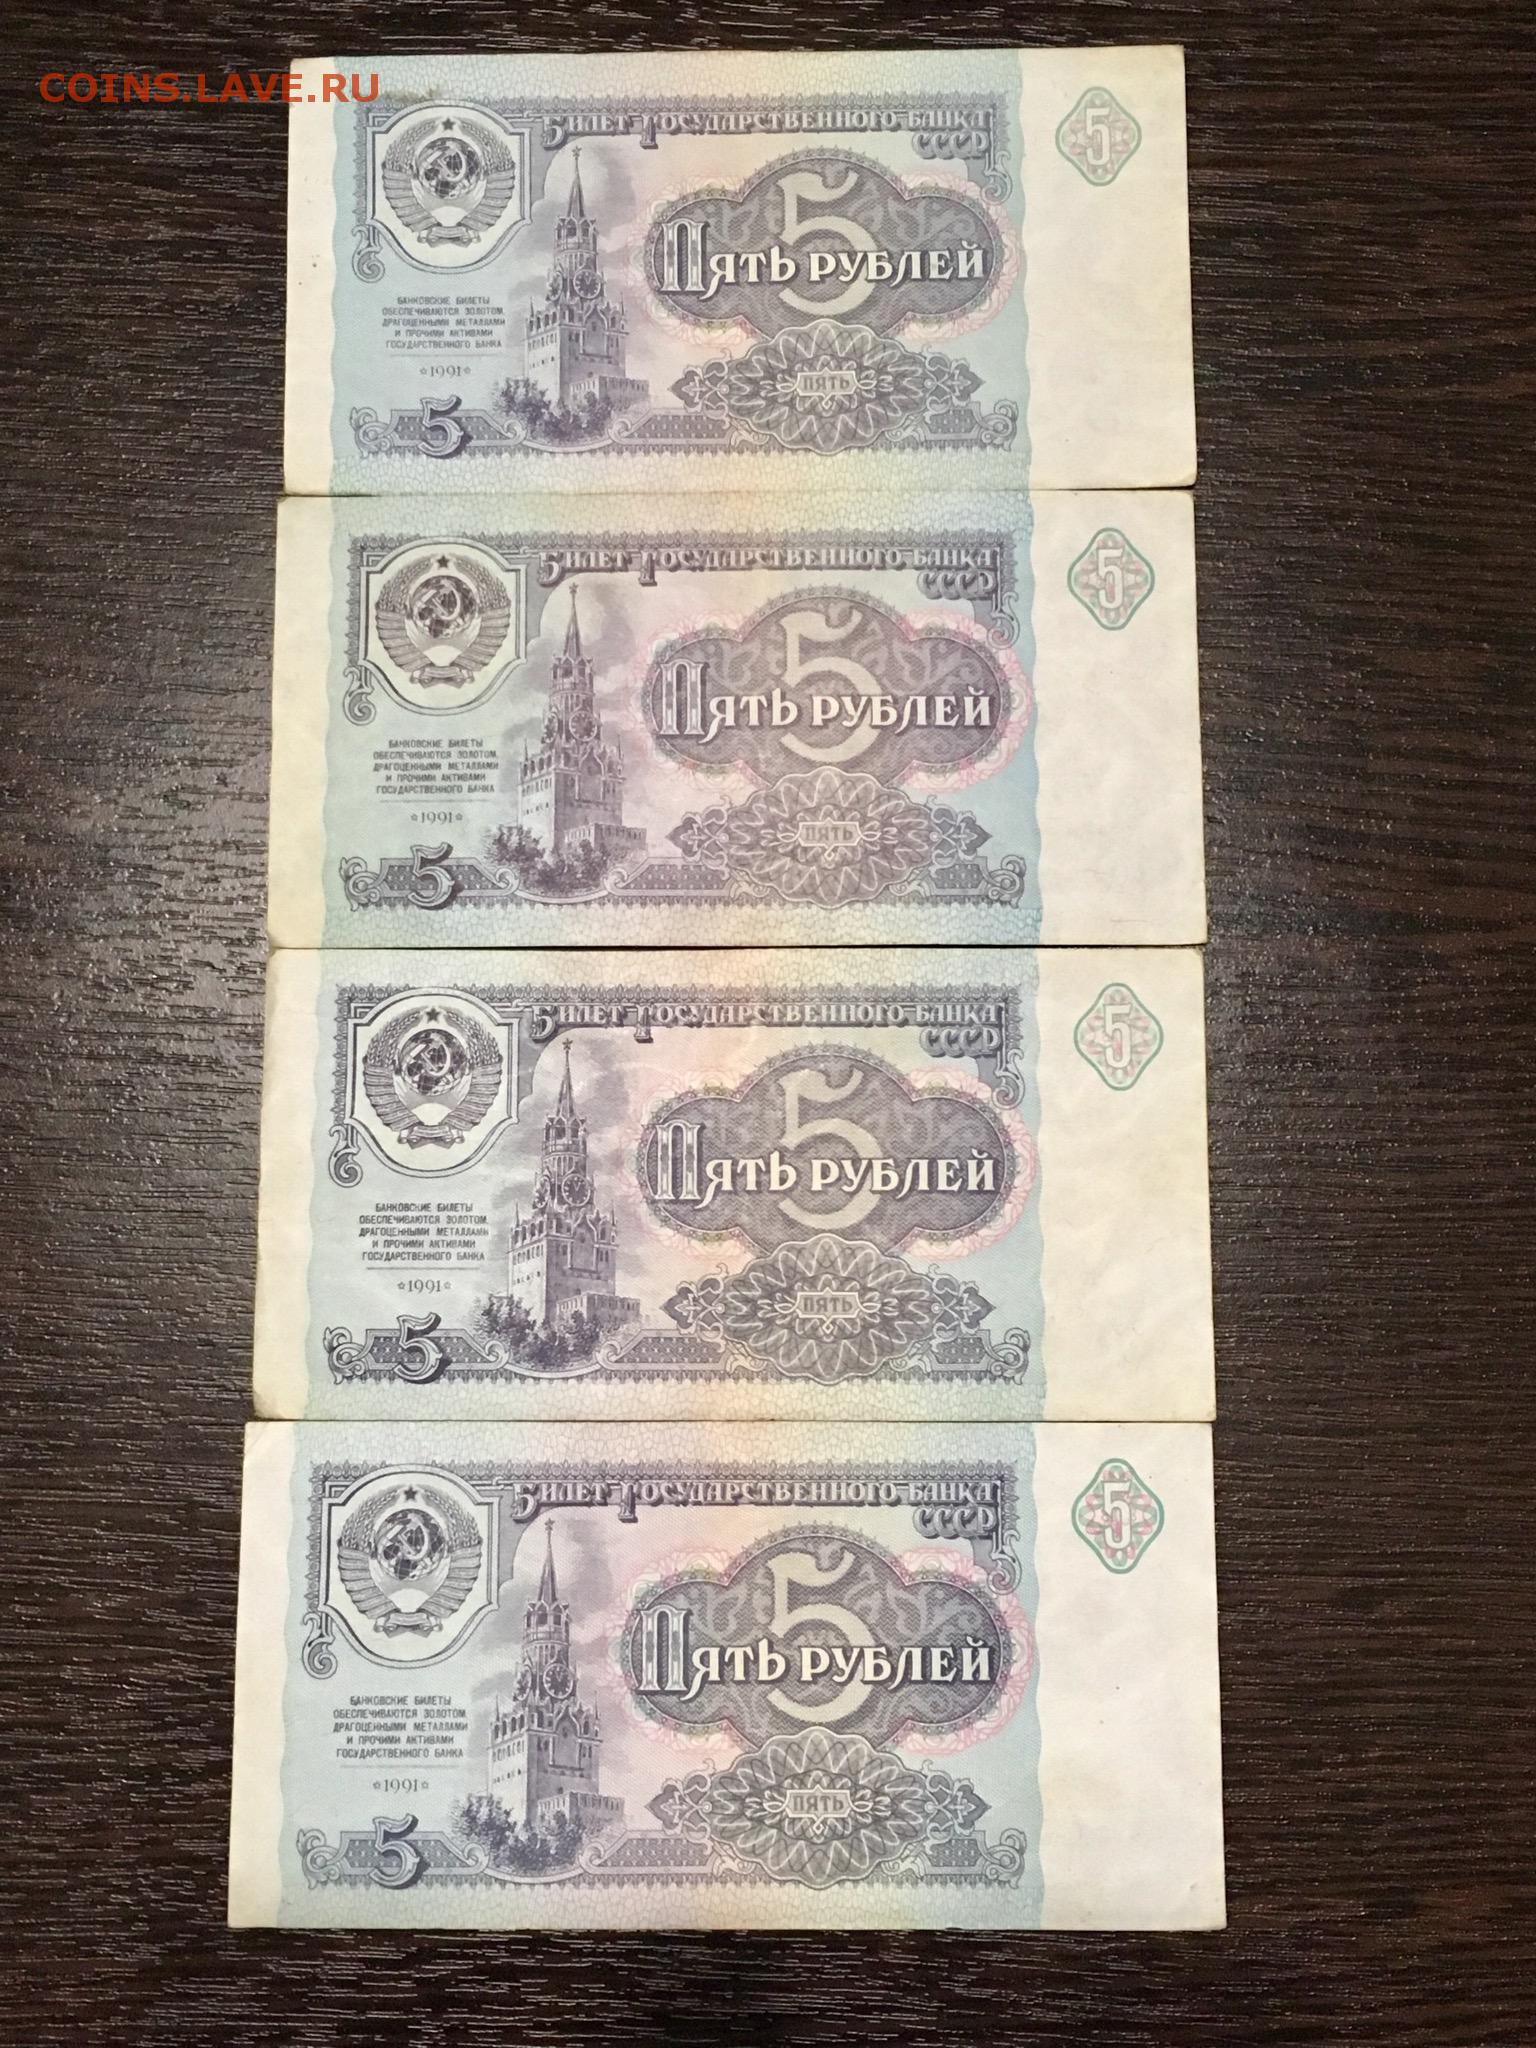 COINS.LAVE.RU
Билет Государственного банка
СССР
5
5
Пять рублей
БАНКОВСКИЕ БИЛЕТЫ
ОБЕСПЕЧИВАЮТСЯ ЗОЛОТОМ,
ДРАГОЦЕННЫМИ МЕТАЛЛАМИ
И ПРОЧИМИ АКТИВАМИ
ГОСУДАРСТВЕННОГО БАНКА
1991
ПЯТЬ
5
Билет Государственного банка
СССР
5
5
Пять рублей
БАНКОВСКИЕ БИЛЕТЫ
ОБЕСПЕЧИВАЮТСЯ ЗОЛОТОМ,
ДРАГОЦЕННЫМИ МЕТАЛЛАМИ
И ПРОЧИМИ АКТИВАМИ
ГОСУДАРСТВЕННОГО БАНКА
1991
ПЯТЬ
5
Билет Государственного банка
СССР
5
5
Пять рублей
БАНКОВСКИЕ БИЛЕТЫ
ОБЕСПЕЧИВАЮТСЯ ЗОЛОТОМ,
ДРАГОЦЕННЫМИ МЕТАЛЛАМИ
И ПРОЧИМИ АКТИВАМИ
ГОСУДАРСТВЕННОГО БАНКА
1991
ПЯТЬ
5
Билет Государственного банка
СССР
5
5
Пять рублей
БАНКОВСКИЕ БИЛЕТЫ
ОБЕСПЕЧИВАЮТСЯ ЗОЛОТОМ,
ДРАГОЦЕННЫМИ МЕТАЛЛАМИ
И ПРОЧИМИ АКТИВАМИ
ГОСУДАРСТВЕННОГО БАНКА
1991
ПЯТЬ
5